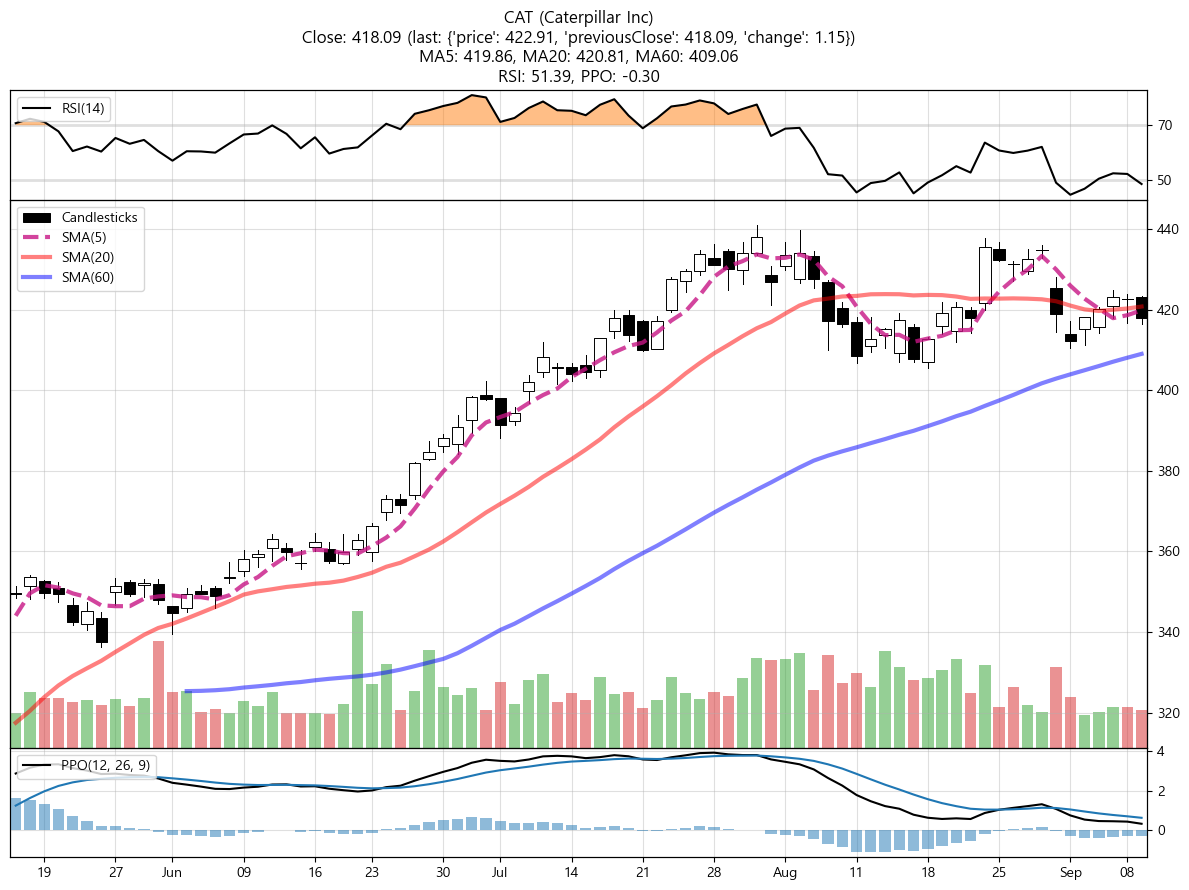 CAT (Caterpillar Inc)
Close: 418.09 (last: {'price': 422.91, 'previousClose': 418.09, 'change': 1.15})
MA5: 419.86, MA20: 420.81, MA60: 409.06
RSI: 51.39, PPO: -0.30
RSI(14)
70
50
Candlesticks
SMA(5)
SMA(20)
SMA(60)
440
420
400
380
360
340
320
PPO(12, 26, 9)
4
2
0
19 27 Jun 09 16 23 30 Jul 14 21 28 Aug 11 18 25 Sep 08